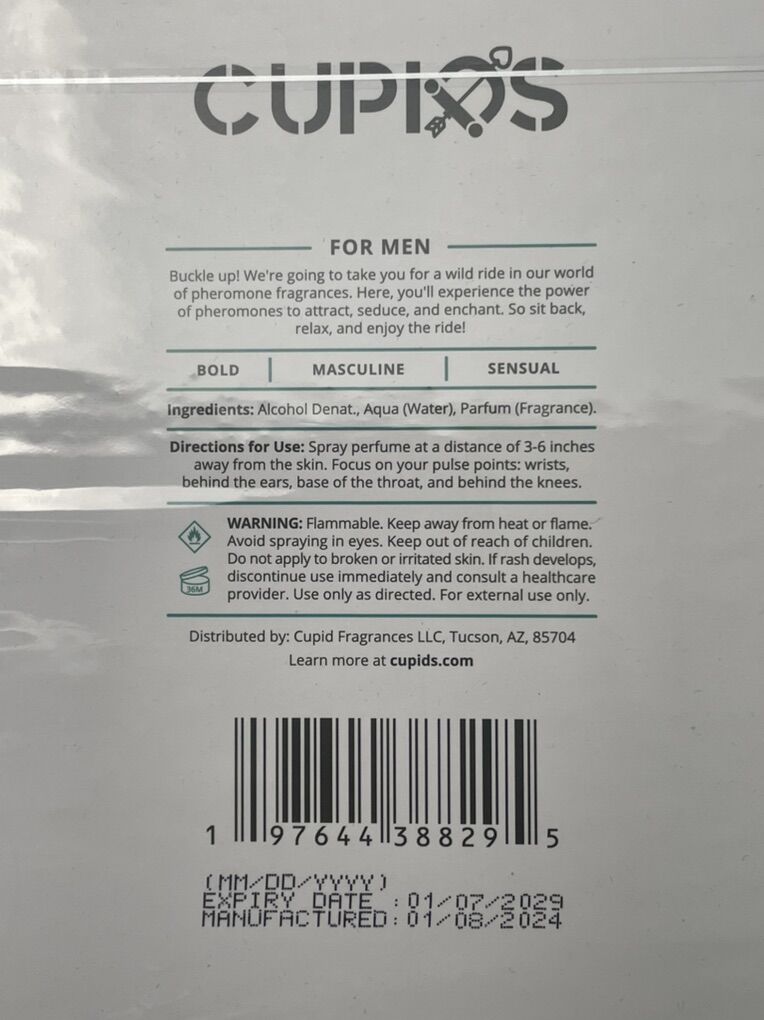 CUPID'S
FOR MEN
Buckle up! We're going to take you for a wild ride in our world
of pheromone fragrances. Here, you'll experience the power
of pheromones to attract, seduce, and enchant. So sit back,
relax, and enjoy the ride!
BOLD | MASCULINE | SENSUAL
Ingredients: Alcohol Denat., Aqua (Water), Parfum (Fragrance).
Directions for Use: Spray perfume at a distance of 3-6 inches
away from the skin. Focus on your pulse points: wrists,
behind the ears, base of the throat, and behind the knees.
WARNING: Flammable. Keep away from heat or flame.
Avoid spraying in eyes. Keep out of reach of children.
Do not apply to broken or irritated skin. If rash develops,
discontinue use immediately and consult a healthcare
provider. Use only as directed. For external use only.
36M
Distributed by: Cupid Fragrances LLC, Tucson, AZ, 85704
Learn more at cupids.com
1 97644 38829 5
(MM/DD/YYYY)
EXPIRY DATE : 01/07/2029
MANUFACTURED: 01/08/2024